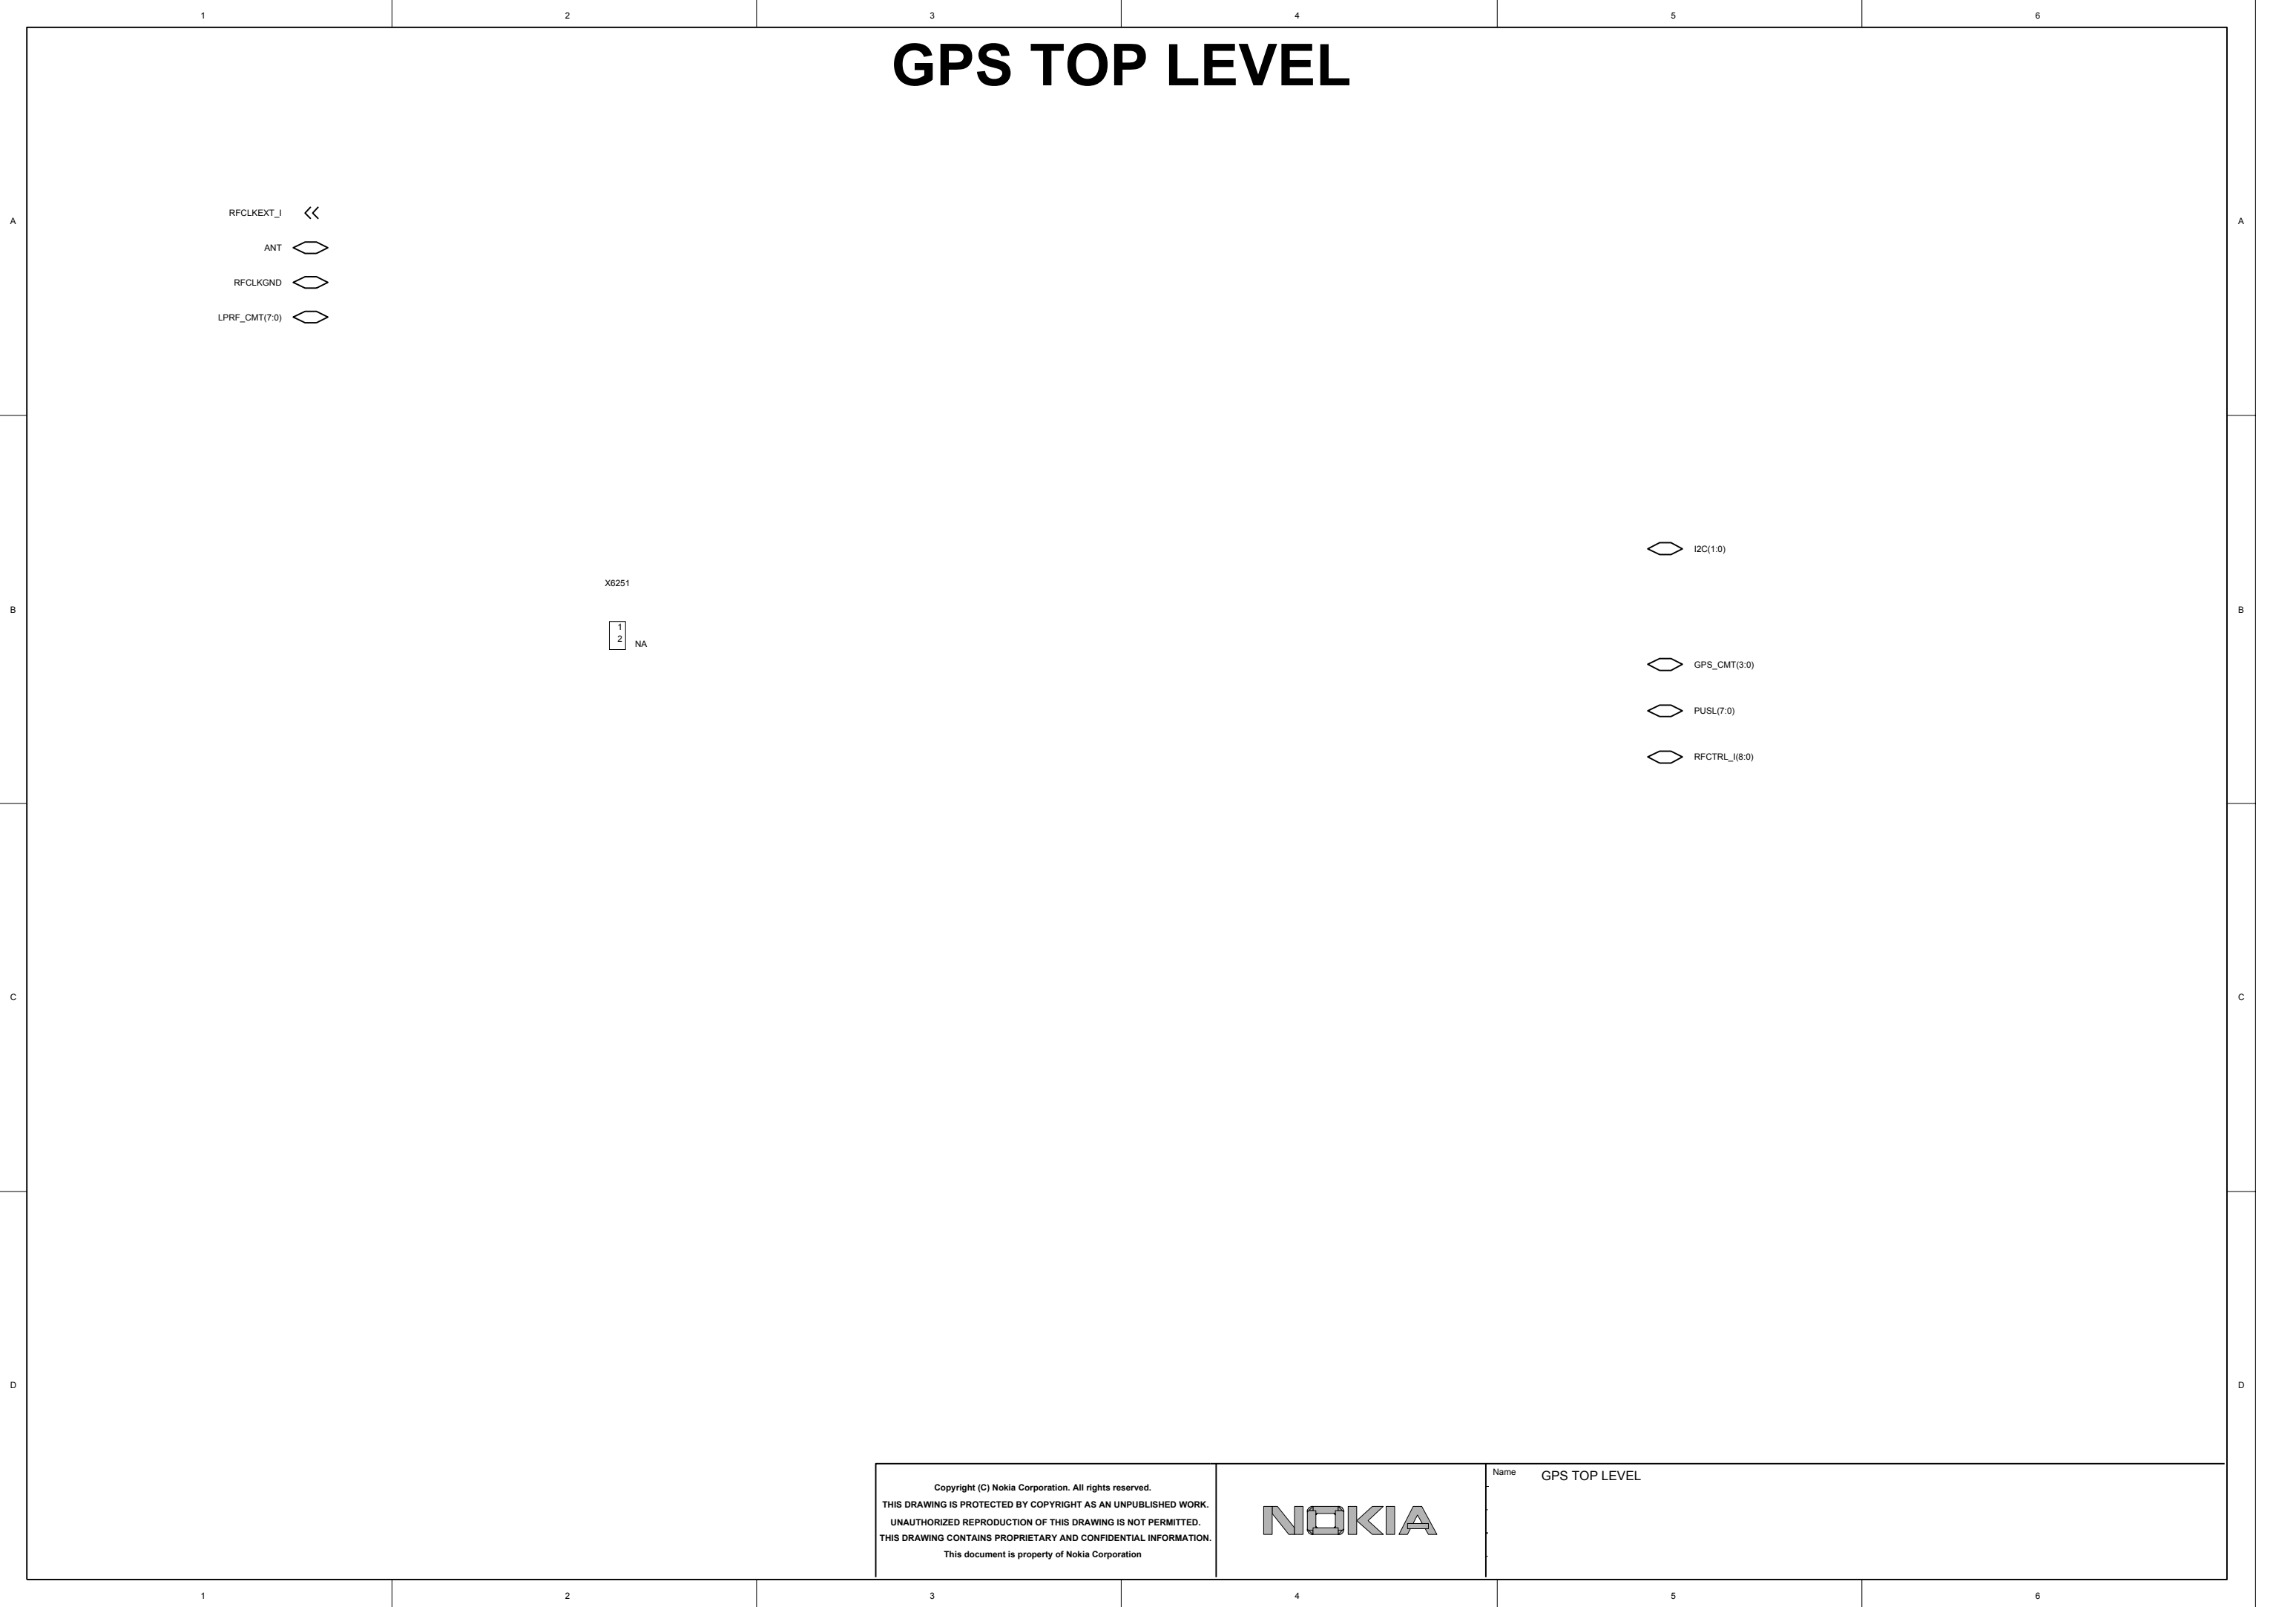 1 2 3 4 5 6
GPS TOP LEVEL
A A
RFCLKEXT_I
ANT
RFCLKGND
LPRF_CMT(7:0)
I2C(1:0)
X6251
B B
1
2
NA
GPS_CMT(3:0)
PUSL(7:0)
RFCTRL_I(8:0)
C C
D D
Copyright (C) Nokia Corporation. All rights reserved.
THIS DRAWING IS PROTECTED BY COPYRIGHT AS AN UNPUBLISHED WORK.
UNAUTHORIZED REPRODUCTION OF THIS DRAWING IS NOT PERMITTED.
THIS DRAWING CONTAINS PROPRIETARY AND CONFIDENTIAL INFORMATION.
This document is property of Nokia Corporation
NOKIA
Name GPS TOP LEVEL
1 2 3 4 5 6